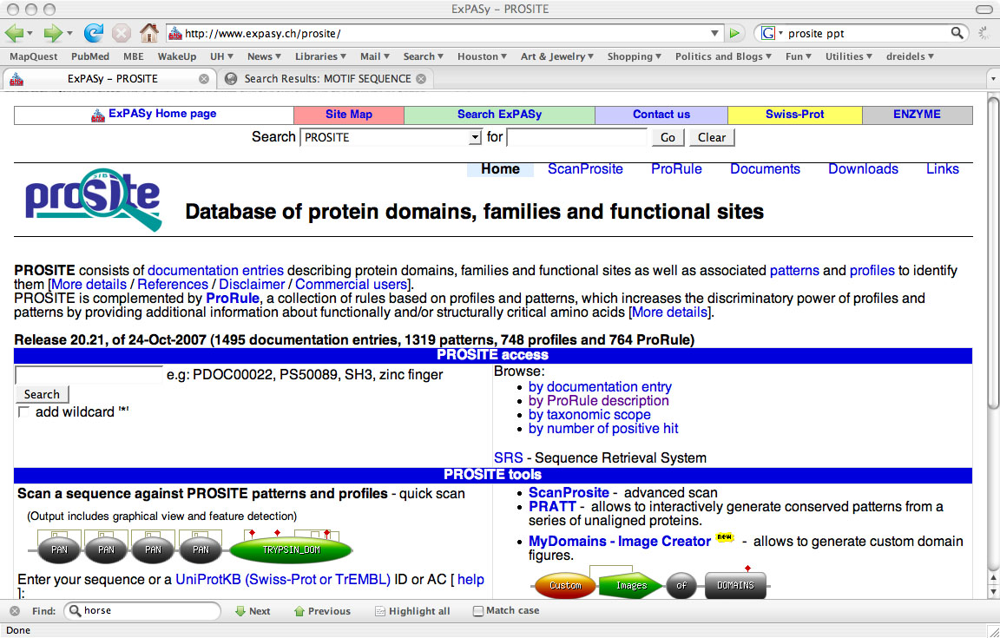 ExPASy – PROSITE
http://www.expasy.ch/prosite/
G prosite ppt
MapQuest PubMed MBE WakeUp UH News Libraries Mail Search Houston Art & Jewelry Shopping Politics and Blogs Fun Utilities dreidels
ExPASy – PROSITE
Search Results: MOTIF SEQUENCE
ExPASy Home page Site Map Search ExPASy Contact us Swiss-Prot ENZYME
Search PROSITE for Go Clear
Home ScanProsite ProRule Documents Downloads Links
prosite
Database of protein domains, families and functional sites
PROSITE consists of documentation entries describing protein domains, families and functional sites as well as associated patterns and profiles to identify
them [More details / References / Disclaimer / Commercial users].
PROSITE is complemented by ProRule, a collection of rules based on profiles and patterns, which increases the discriminatory power of profiles and
patterns by providing additional information about functionally and/or structurally critical amino acids [More details].
Release 20.21, of 24-Oct-2007 (1495 documentation entries, 1319 patterns, 748 profiles and 764 ProRule)
PROSITE access
e.g: PDOC00022, PS50089, SH3, zinc finger
Search
add wildcard '*'
Browse:
• by documentation entry
• by ProRule description
• by taxonomic scope
• by number of positive hit
SRS - Sequence Retrieval System
PROSITE tools
Scan a sequence against PROSITE patterns and profiles - quick scan
(Output includes graphical view and feature detection)
PAN PAN PAN PAN TRYPSIN_DOM
Enter your sequence or a UniProtKB (Swiss-Prot or TrEMBL) ID or AC [ help
]:
• ScanProsite - advanced scan
• PRATT - allows to interactively generate conserved patterns from a
series of unaligned proteins.
• MyDomains - Image Creator new - allows to generate custom domain
figures.
Custom Images of DOMAINS
Find: horse Next Previous Highlight all Match case
Done